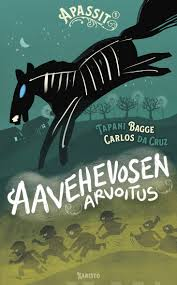 APASSIT
TAPANI BAGGE
CARLOS DA CRUZ
AAVEHEVOSEN
ARVOITUS
KARISTO